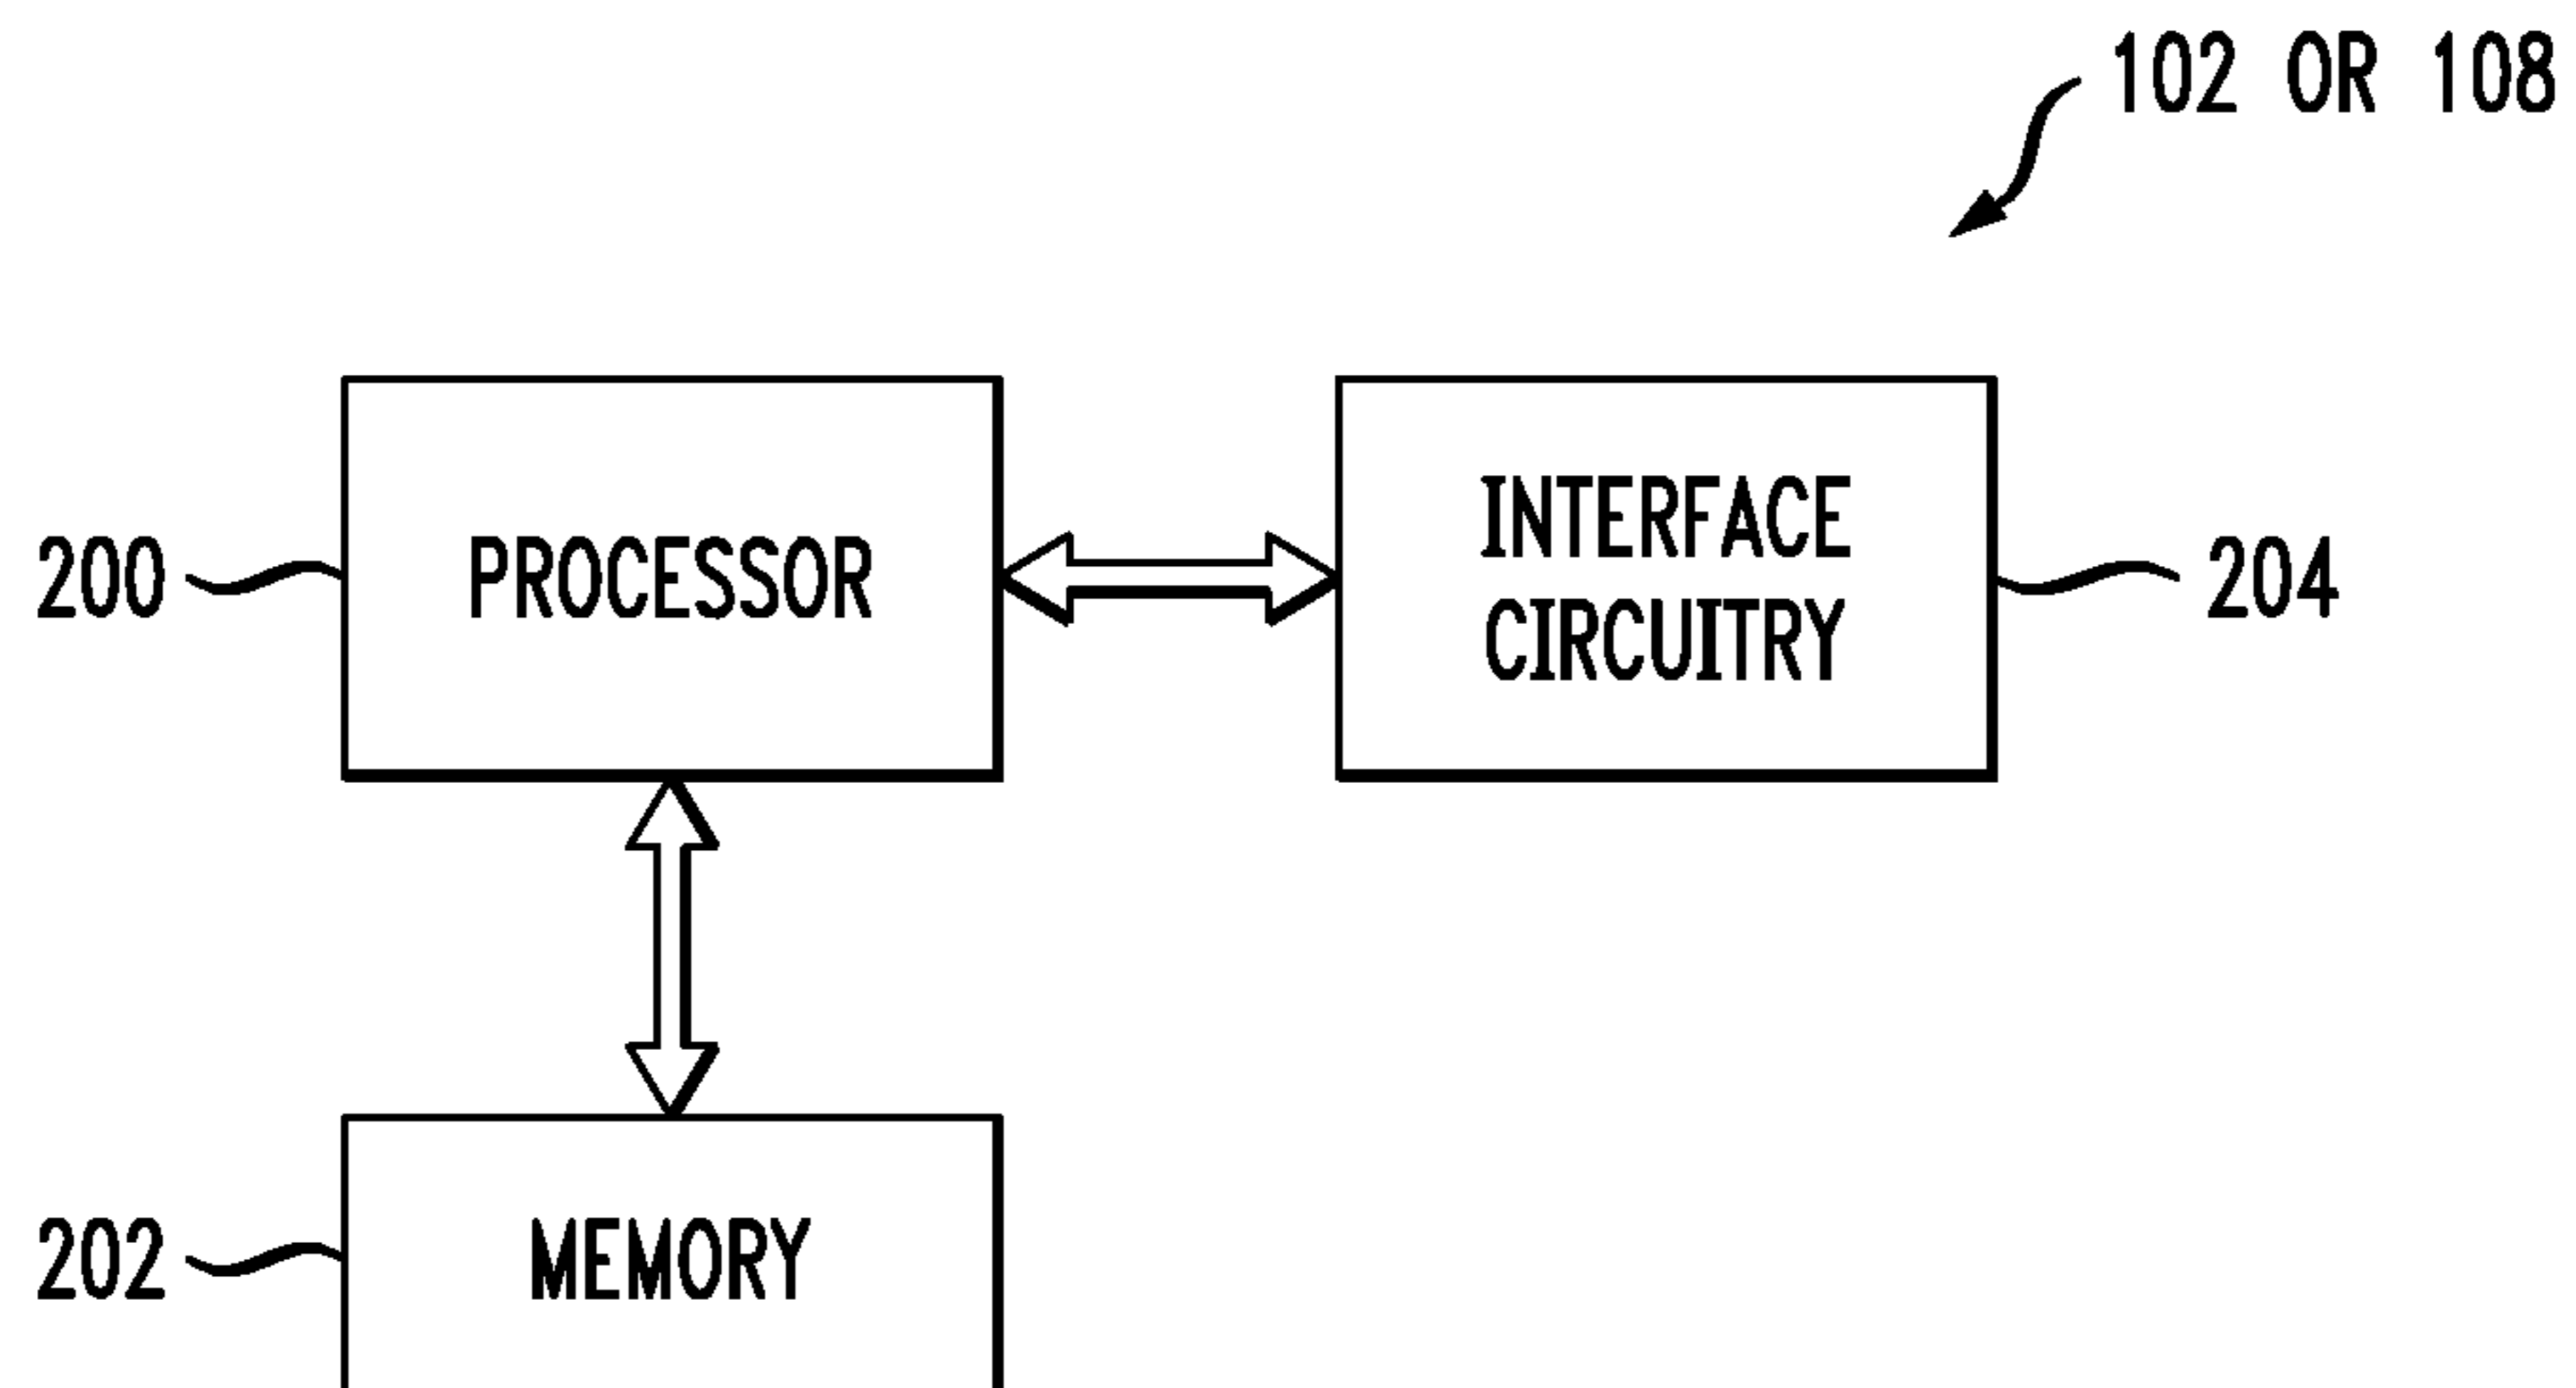 102 OR 108
200
PROCESSOR
INTERFACE
CIRCUITRY
204
202
MEMORY